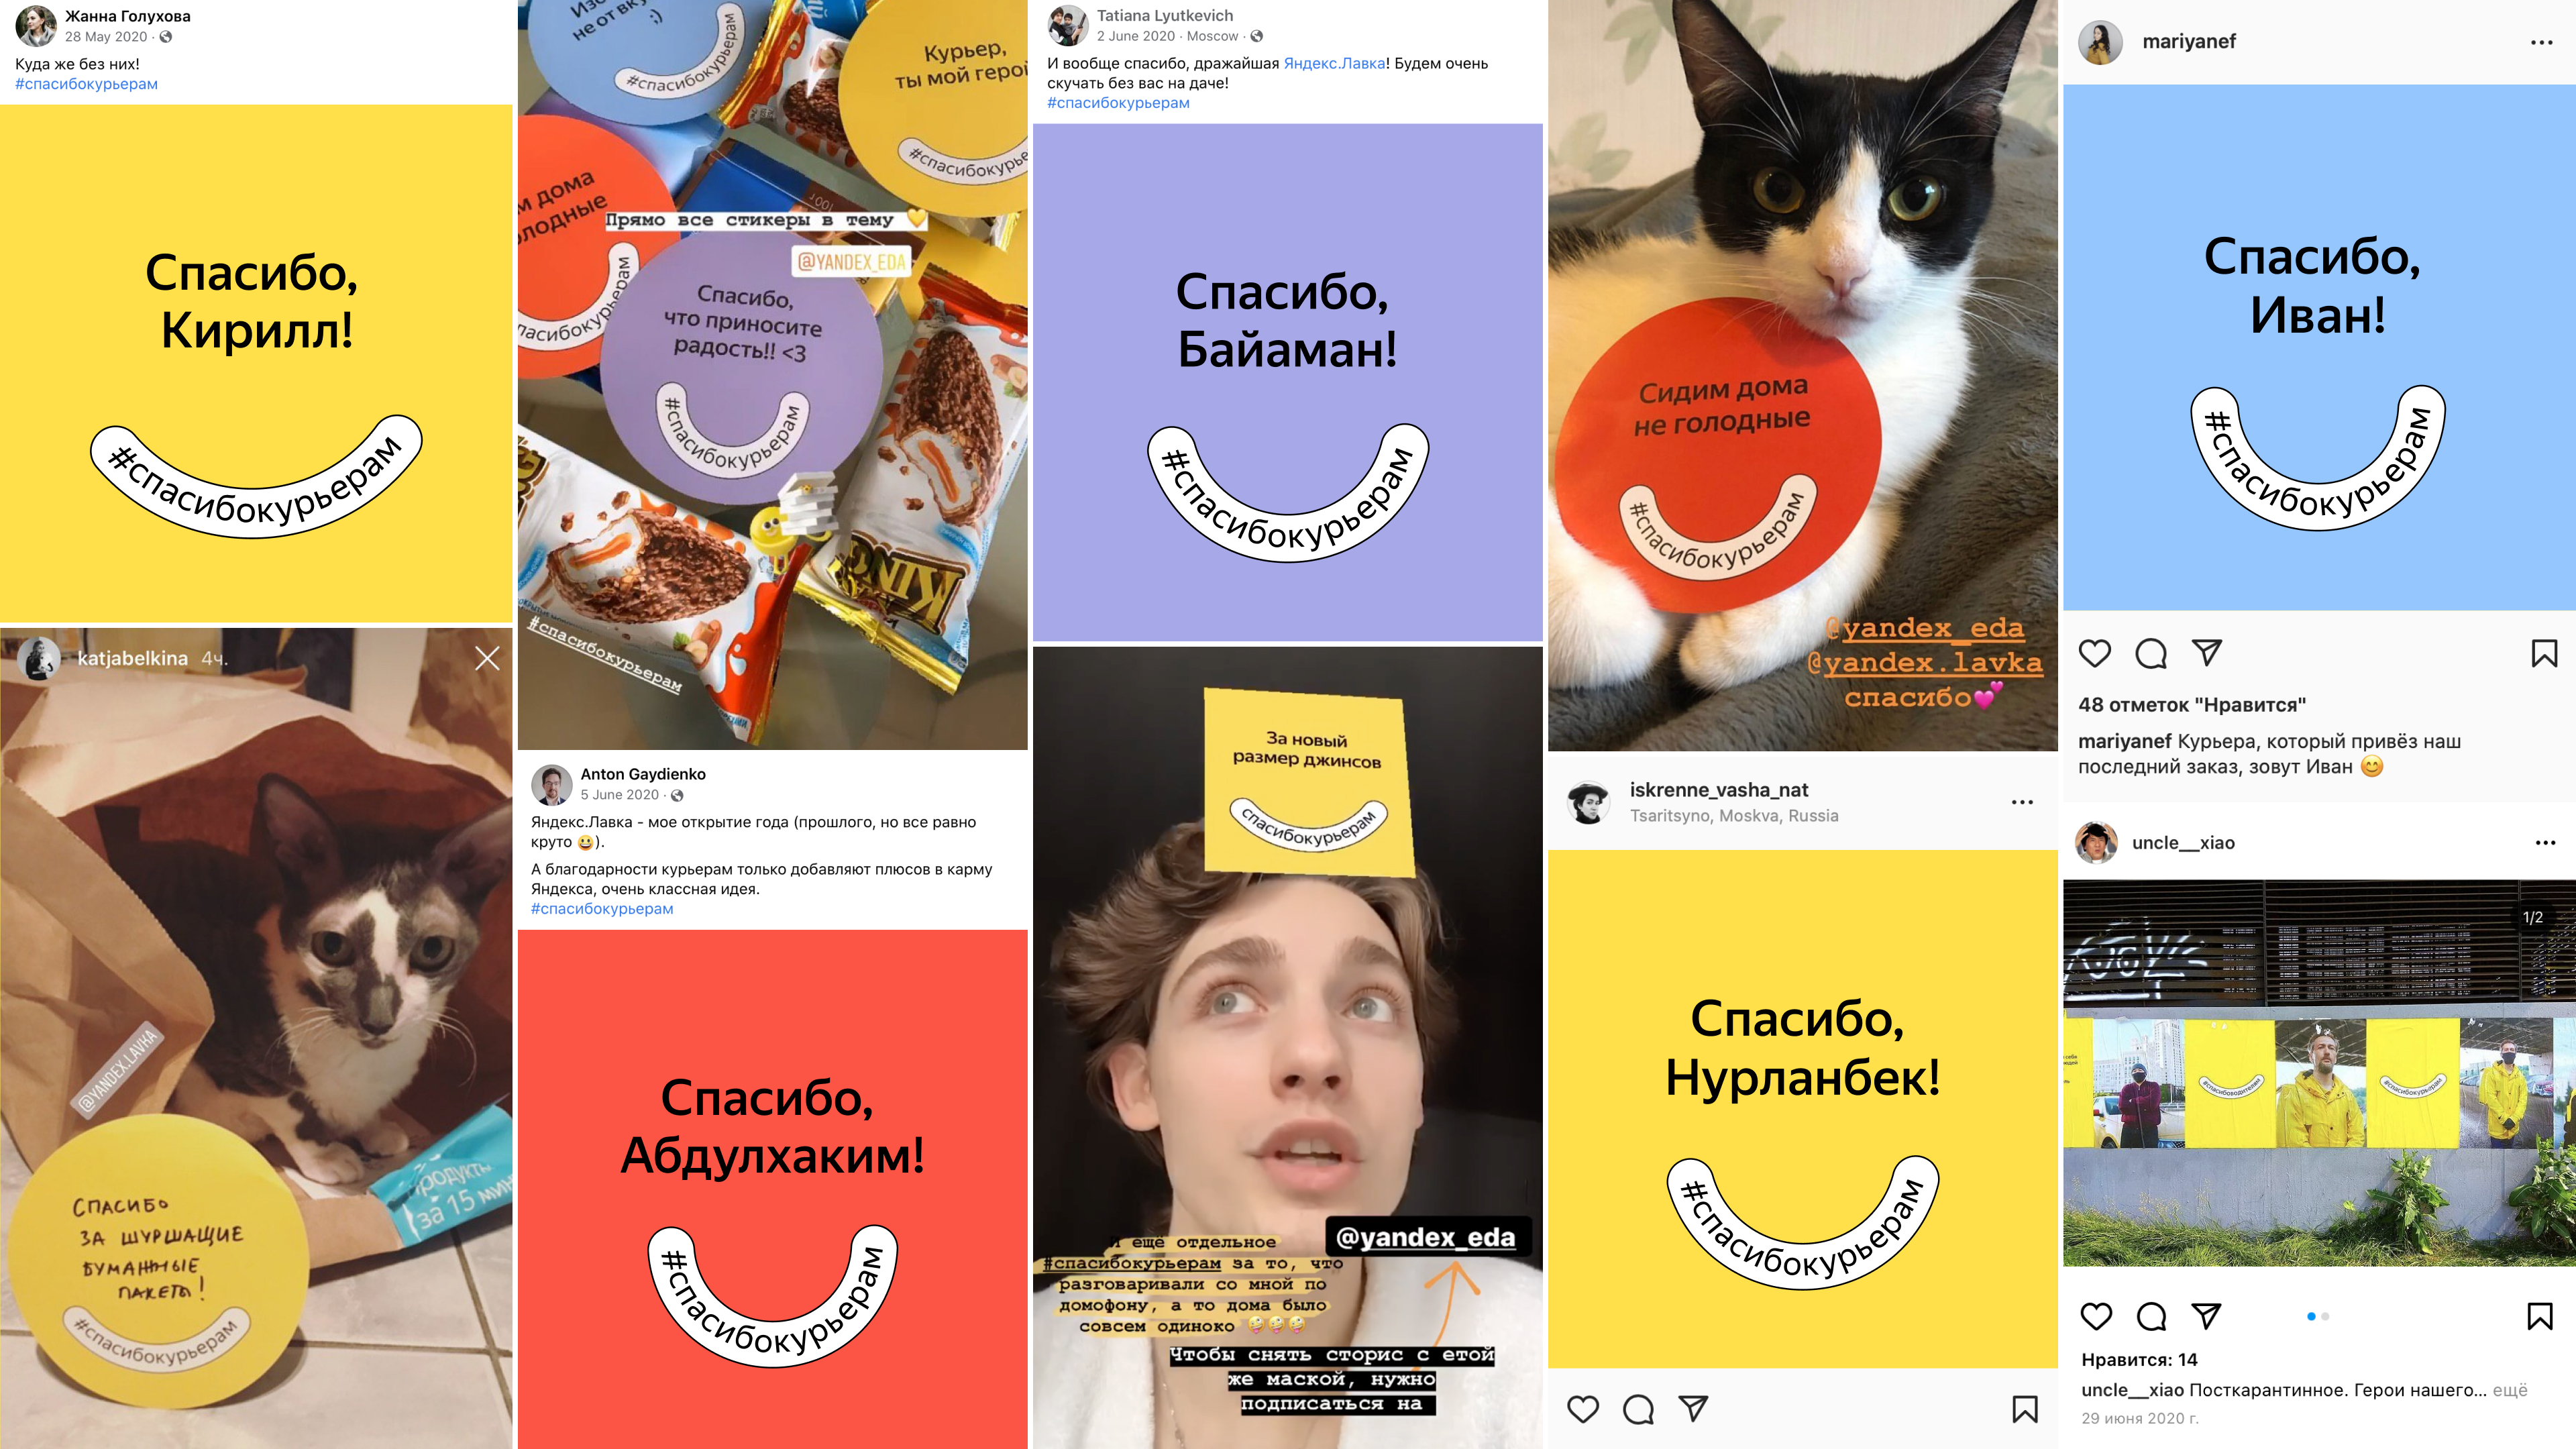 Жанна Голухова
28 May 2020
Куда же без них!
#спасибокурьерам
Спасибо,
Кирилл!
#спасибокурьерам
katjabelkina 4ч.
@YANDEX.LAVKA
Продукты
за 15 мин
СПАСИБО
ЗА ШУРШАЩИЕ
БУМАЖНЫЕ
ПАКЕТЫ!
#спасибокурьерам
не от вк
;)
#спасибокурьерам
Курьер,
ты мой герой
#спасибокурье
м дома
лодные
пасибокурьерам
Прямо все стикеры в тему 💛
@YANDEX_EDA
Спасибо,
что приносите
радость!! <3
#спасибокурьерам
KING
#спасибокурьерам
Anton Gaydienko
5 June 2020
Яндекс.Лавка - мое открытие года (прошлого, но все равно
круто 😃).
А благодарности курьерам только добавляют плюсов в карму
Яндекса, очень классная идея.
#спасибокурьерам
Спасибо,
Абдулхаким!
#спасибокурьерам
Tatiana Lyutkevich
2 June 2020 · Moscow
И вообще спасибо, дражайшая Яндекс.Лавка! Будем очень
скучать без вас на даче!
#спасибокурьерам
Спасибо,
Байаман!
#спасибокурьерам
За новый
размер джинсов
спасибокурьерам
@yandex_eda
И ещё отдельное
#спасибокурьерам за то, что
разговаривали со мной по
домофону, а то дома было
совсем одиноко 🤪🤪🤪
Чтобы снять сторис с етой
же маской, нужно
подписаться на
Сидим дома
не голодные
#спасибокурьерам
@yandex_eda
@yandex.lavka
спасибо💕
iskrenne_vasha_nat
Tsaritsyno, Moskva, Russia
Спасибо,
Нурланбек!
#спасибокурьерам
mariyanef
Спасибо,
Иван!
#спасибокурьерам
48 отметок "Нравится"
mariyanef Курьера, который привёз наш
последний заказ, зовут Иван 😊
uncle__xiao
1/2
#спасибоводителям
#спасибокурьерам
Нравится: 14
uncle__xiao Посткарантинное. Герои нашего... ещё
29 июня 2020 г.